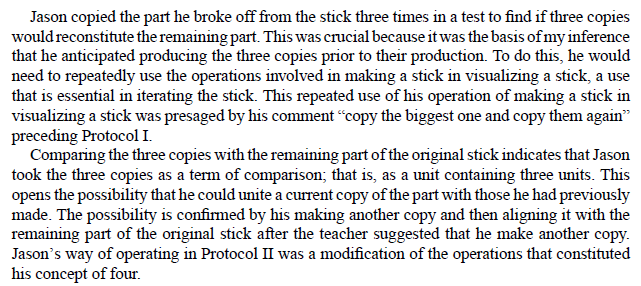 Jason copied the part he broke off from the stick three times in a test to find if three copies
would reconstitute the remaining part. This was crucial because it was the basis of my inference
that he anticipated producing the three copies prior to their production. To do this, he would
need to repeatedly use the operations involved in making a stick in visualizing a stick, a use
that is essential in iterating the stick. This repeated use of his operation of making a stick in
visualizing a stick was presaged by his comment “copy the biggest one and copy them again”
preceding Protocol I.
Comparing the three copies with the remaining part of the original stick indicates that Jason
took the three copies as a term of comparison; that is, as a unit containing three units. This
opens the possibility that he could unite a current copy of the part with those he had previously
made. The possibility is confirmed by his making another copy and then aligning it with the
remaining part of the original stick after the teacher suggested that he make another copy.
Jason’s way of operating in Protocol II was a modification of the operations that constituted
his concept of four.